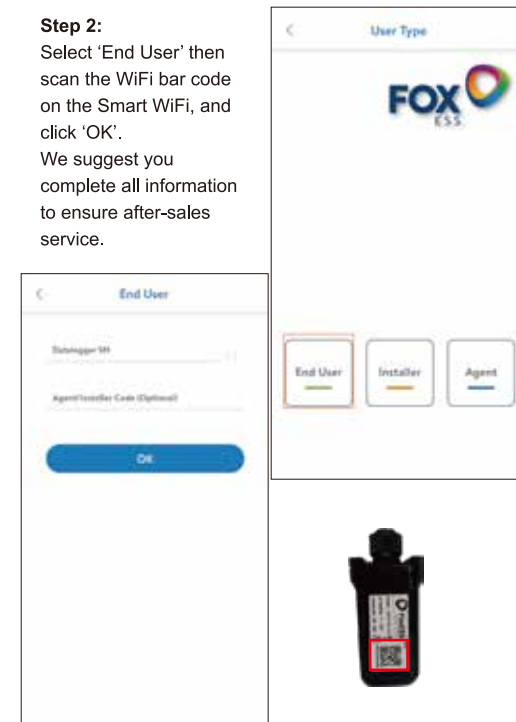 Step 2:
Select ‘End User’ then
scan the WiFi bar code
on the Smart WiFi, and
click ‘OK’.
We suggest you
complete all information
to ensure after-sales
service.
User Type
FOX
ESS
End User
Installer
Agent
End User
Datalogger SN
Agent/Installer Code (Optional)
OK